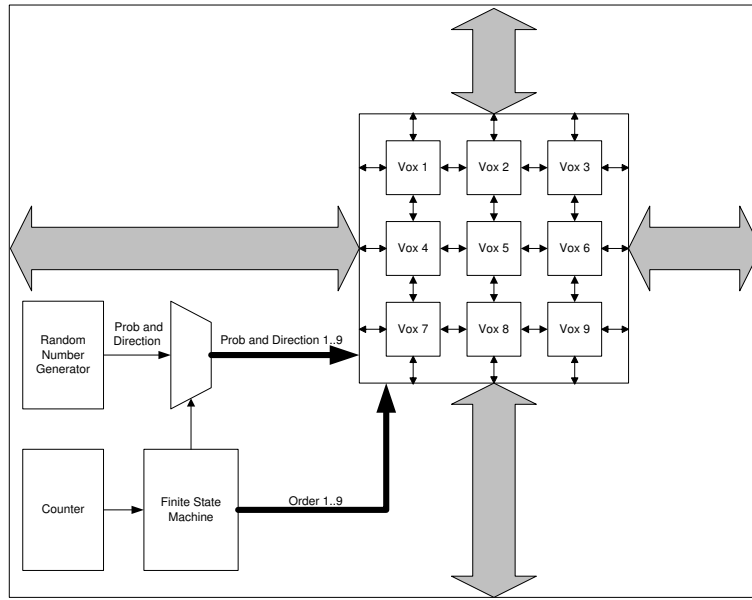 Vox 1
Vox 2
Vox 3
Vox 4
Vox 5
Vox 6
Vox 7
Vox 8
Vox 9
Random
Number
Generator
Prob and
Direction
Prob and Direction 1..9
Counter
Finite State
Machine
Order 1..9